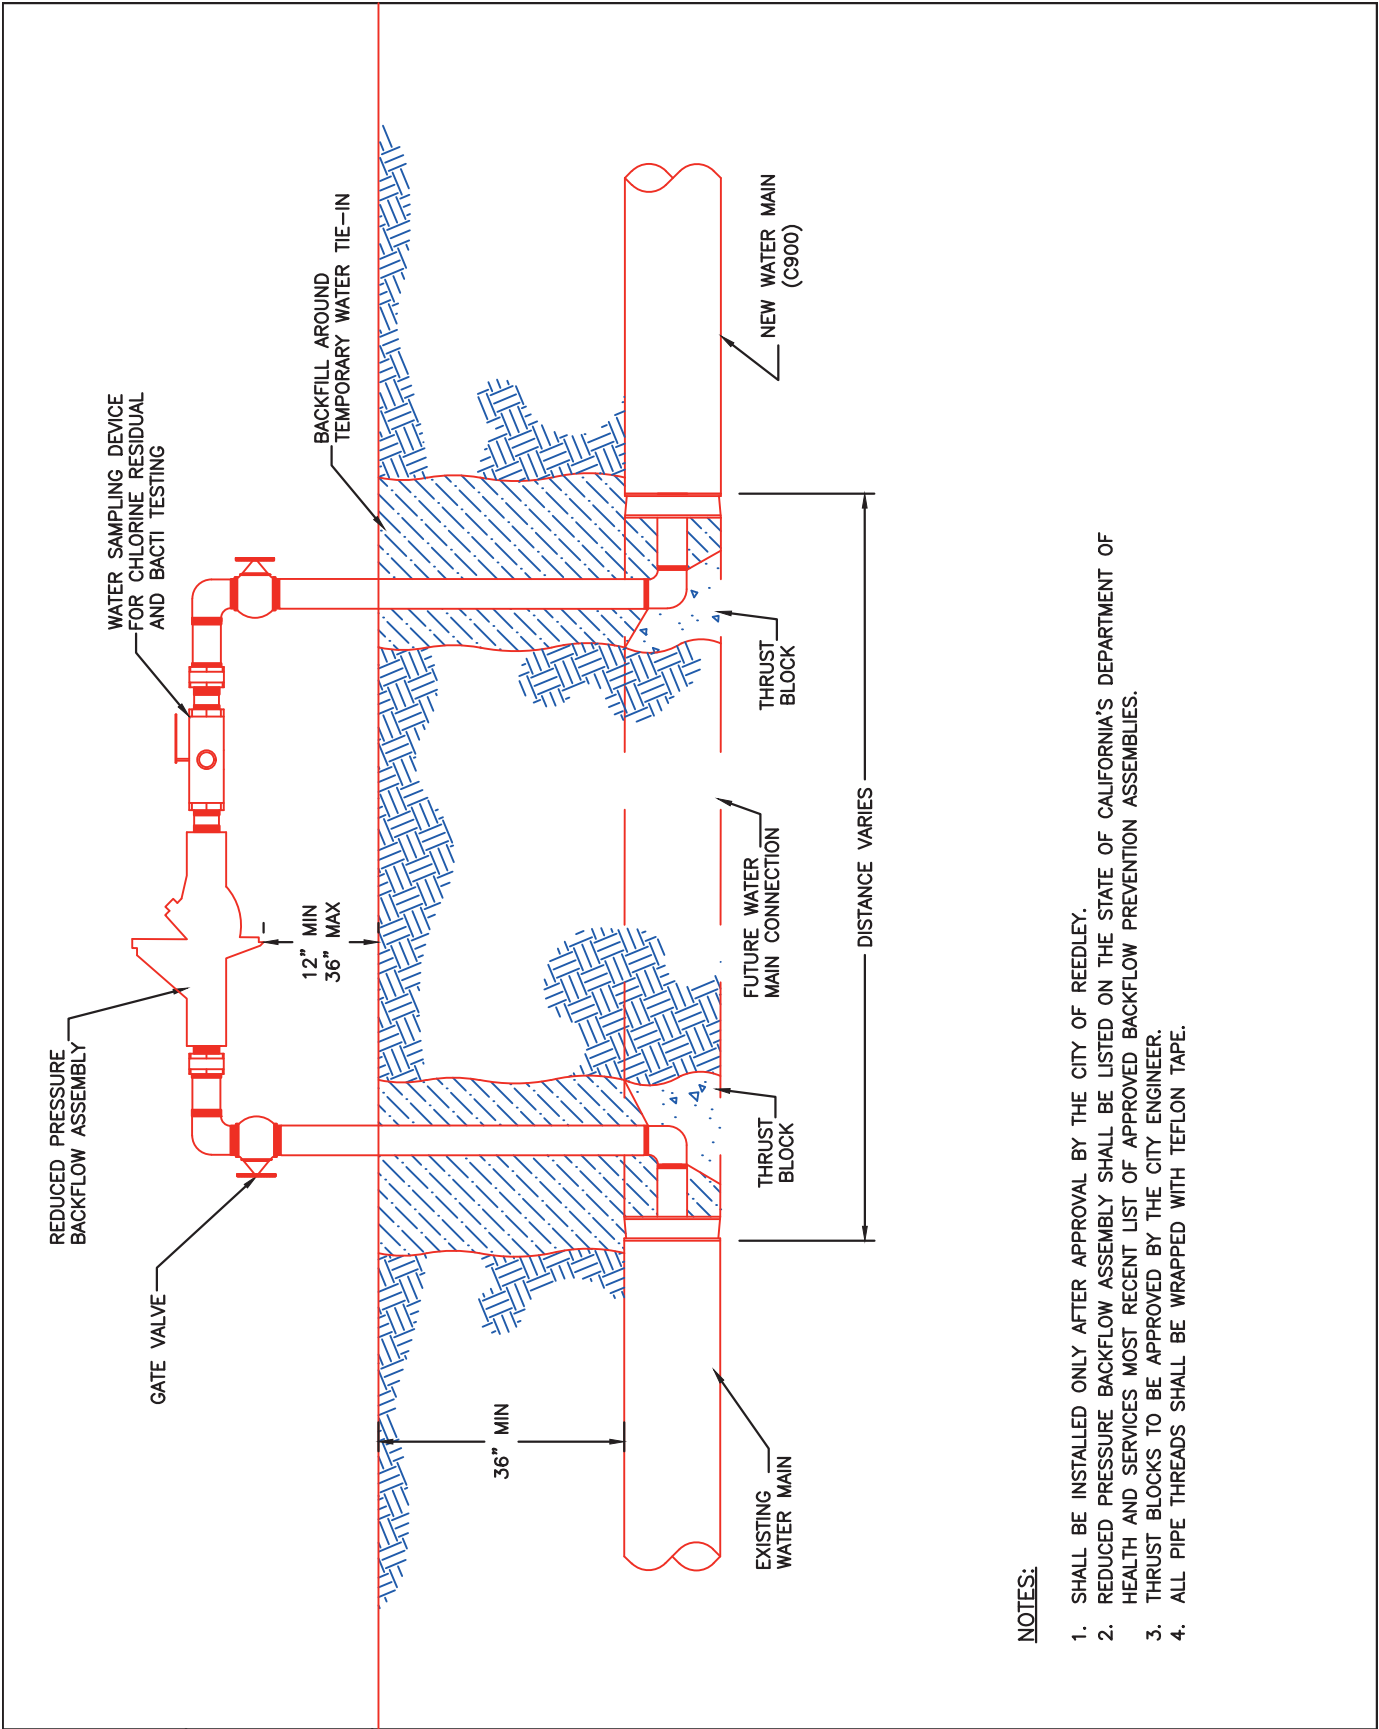 REDUCED PRESSURE
BACKFLOW ASSEMBLY
WATER SAMPLING DEVICE
FOR CHLORINE RESIDUAL
AND BACTI TESTING
GATE VALVE
BACKFILL AROUND
TEMPORARY WATER TIE-IN
12" MIN
36" MAX
36" MIN
EXISTING
WATER MAIN
THRUST
BLOCK
FUTURE WATER
MAIN CONNECTION
THRUST
BLOCK
NEW WATER MAIN
(C900)
DISTANCE VARIES
NOTES:
1. SHALL BE INSTALLED ONLY AFTER APPROVAL BY THE CITY OF REEDLEY.
2. REDUCED PRESSURE BACKFLOW ASSEMBLY SHALL BE LISTED ON THE STATE OF CALIFORNIA'S DEPARTMENT OF
HEALTH AND SERVICES MOST RECENT LIST OF APPROVED BACKFLOW PREVENTION ASSEMBLIES.
3. THRUST BLOCKS TO BE APPROVED BY THE CITY ENGINEER.
4. ALL PIPE THREADS SHALL BE WRAPPED WITH TEFLON TAPE.